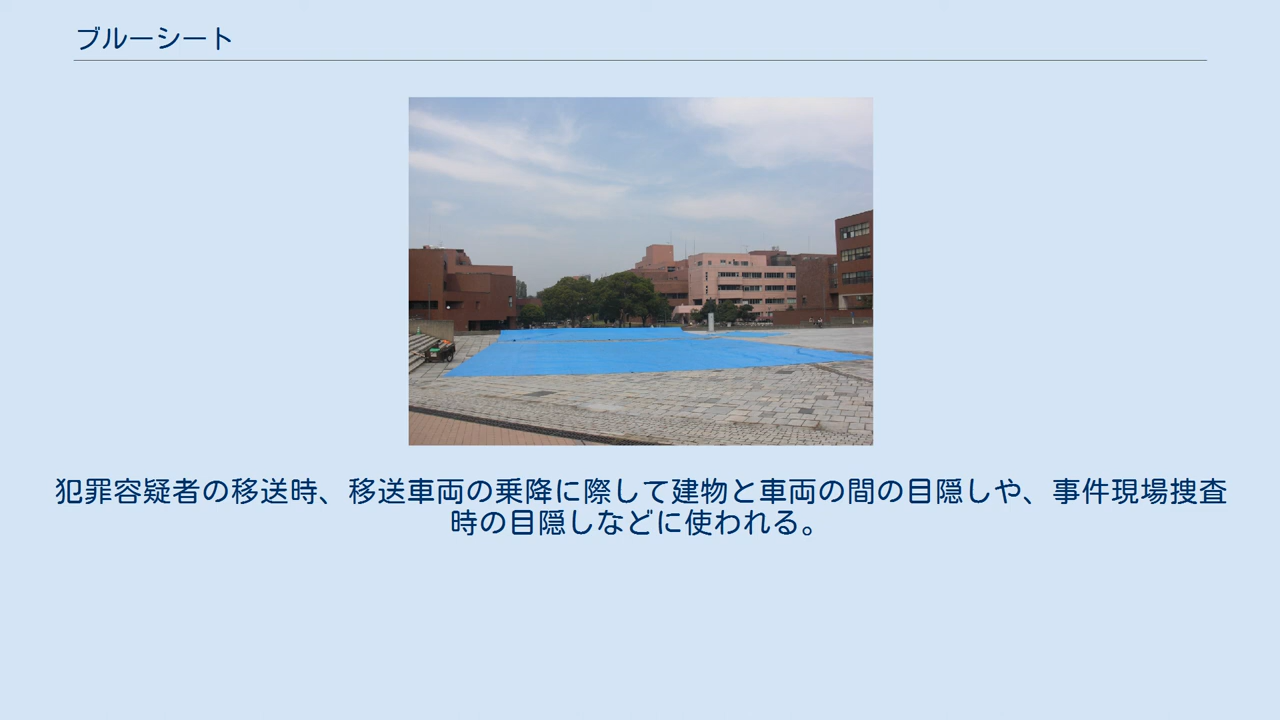 ブルーシート
犯罪容疑者の移送時、移送車両の乗降に際して建物と車両の間の目隠しや、事件現場捜査
時の目隠しなどに使われる。